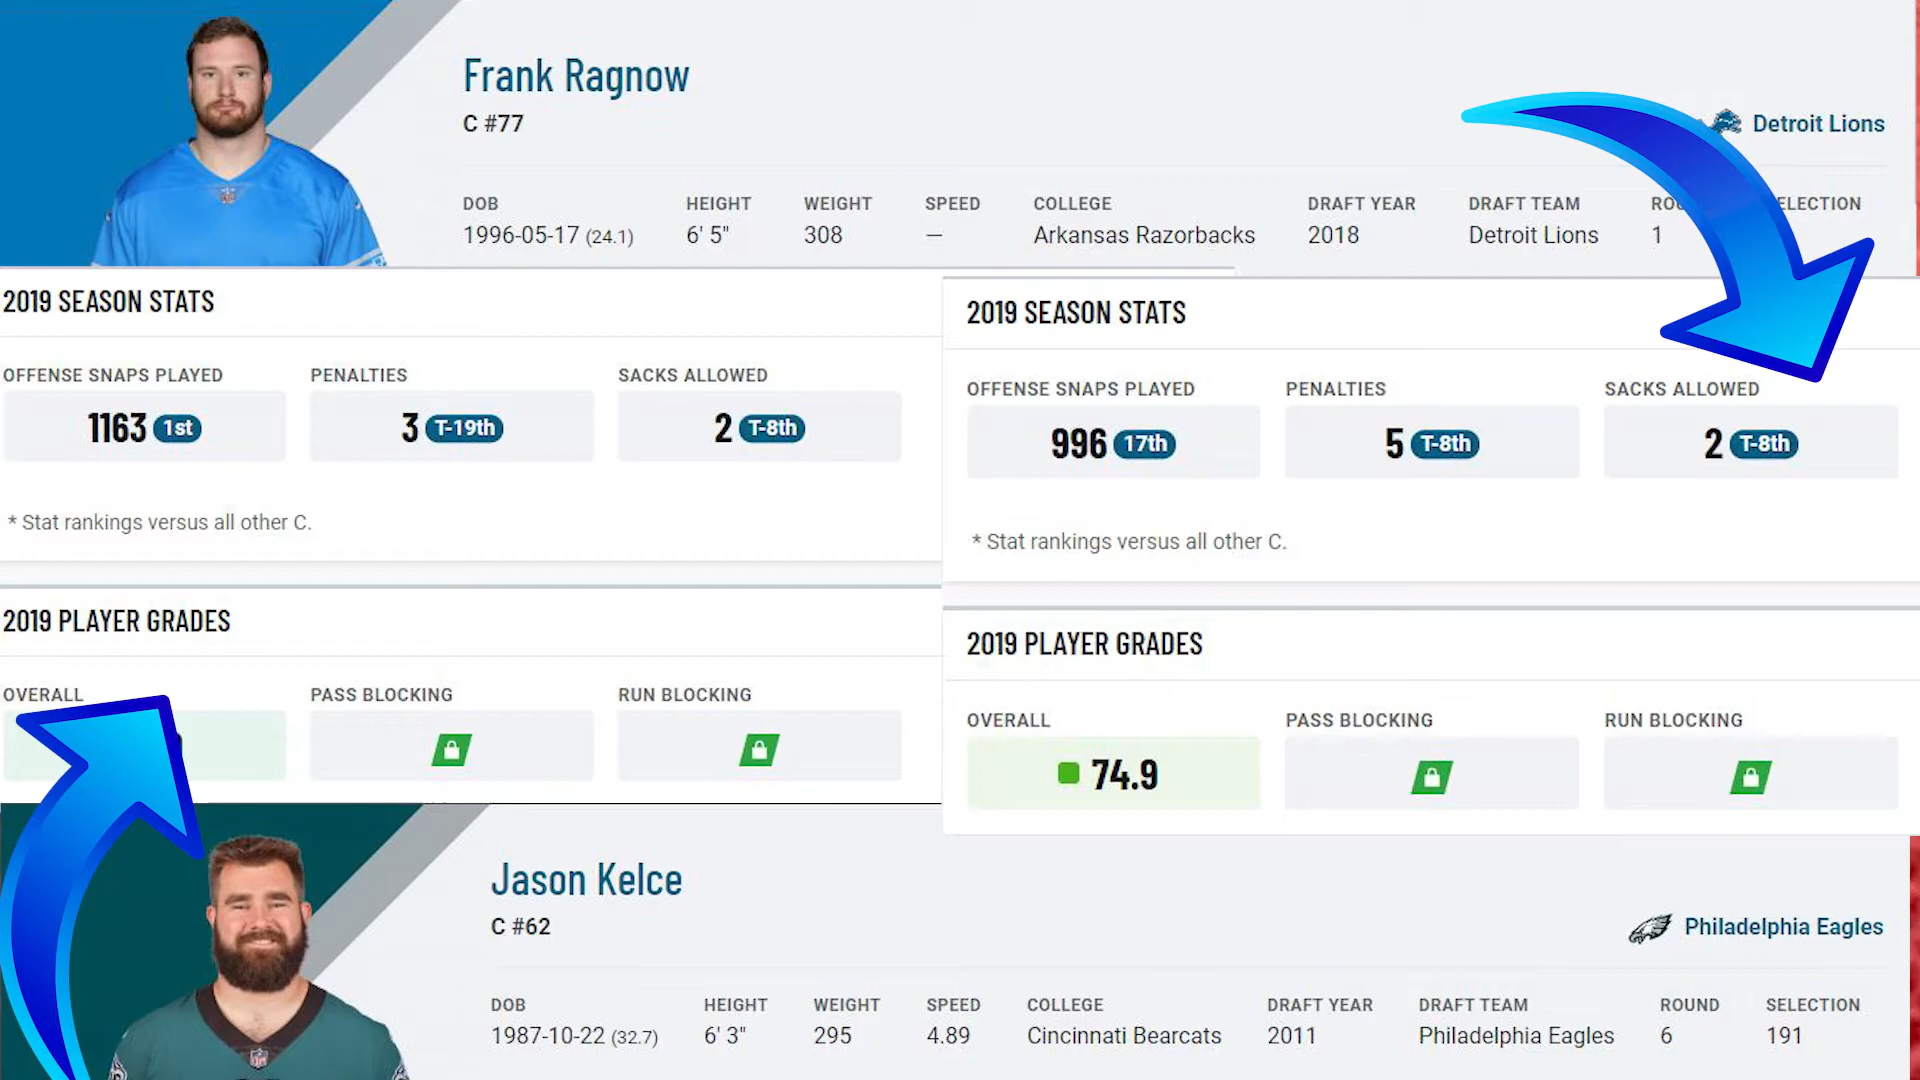 Frank Ragnow
C #77
Detroit Lions
DOB HEIGHT WEIGHT SPEED COLLEGE DRAFT YEAR DRAFT TEAM
1996-05-17 (24.1) 6' 5" 308 — Arkansas Razorbacks 2018 Detroit Lions 1
2019 SEASON STATS
OFFENSE SNAPS PLAYED PENALTIES SACKS ALLOWED
1163 1st 3 T-19th 2 T-8th
* Stat rankings versus all other C.
2019 PLAYER GRADES
OVERALL PASS BLOCKING RUN BLOCKING
2019 SEASON STATS
OFFENSE SNAPS PLAYED PENALTIES SACKS ALLOWED
996 17th 5 T-8th 2 T-8th
* Stat rankings versus all other C.
2019 PLAYER GRADES
OVERALL PASS BLOCKING RUN BLOCKING
74.9
Jason Kelce
C #62
Philadelphia Eagles
DOB HEIGHT WEIGHT SPEED COLLEGE DRAFT YEAR DRAFT TEAM ROUND SELECTION
1987-10-22 (32.7) 6' 3" 295 4.89 Cincinnati Bearcats 2011 Philadelphia Eagles 6 191